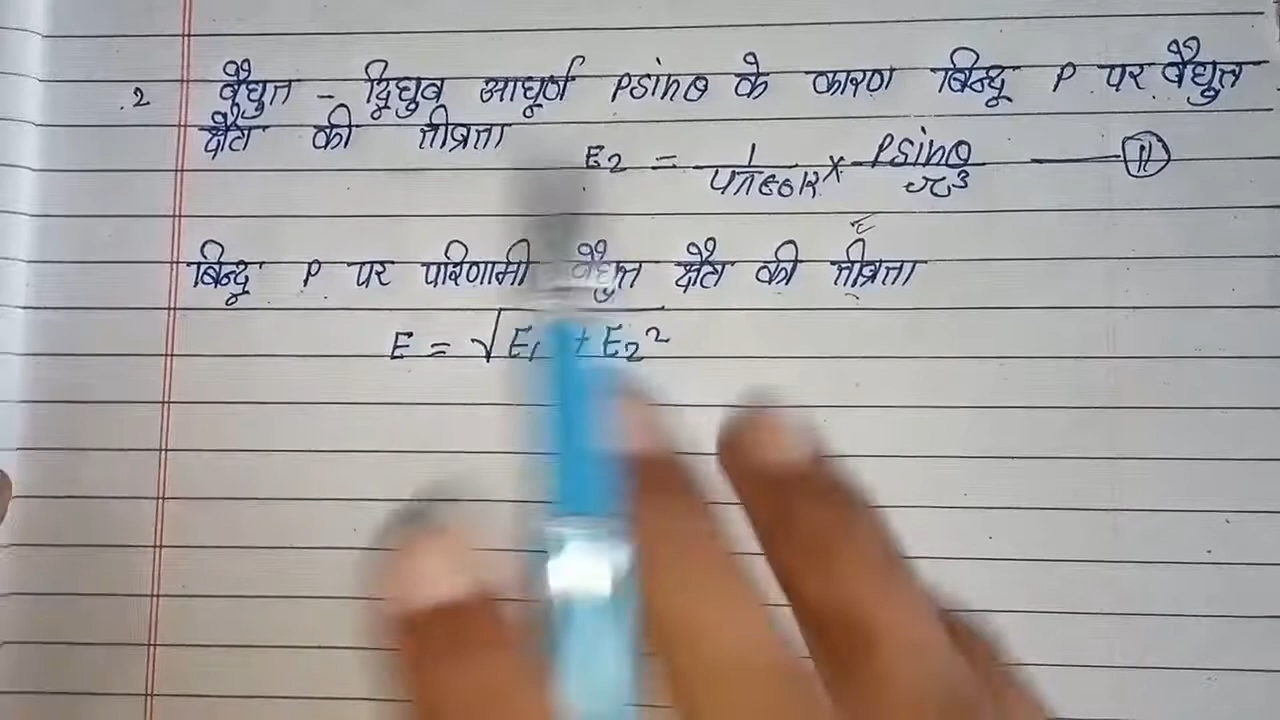 .2 वैद्युत - द्विध्रुव आघूर्ण Psinθ के कारण बिन्दू P पर वैद्युत
क्षेत्र की तीव्रता
E₂ = 1/4πϵ₀K × Psinθ/r³ —— (II)
बिन्दू P पर परिणामी वैद्युत क्षेत्र की तीव्रता
E = √E₁ + E₂²